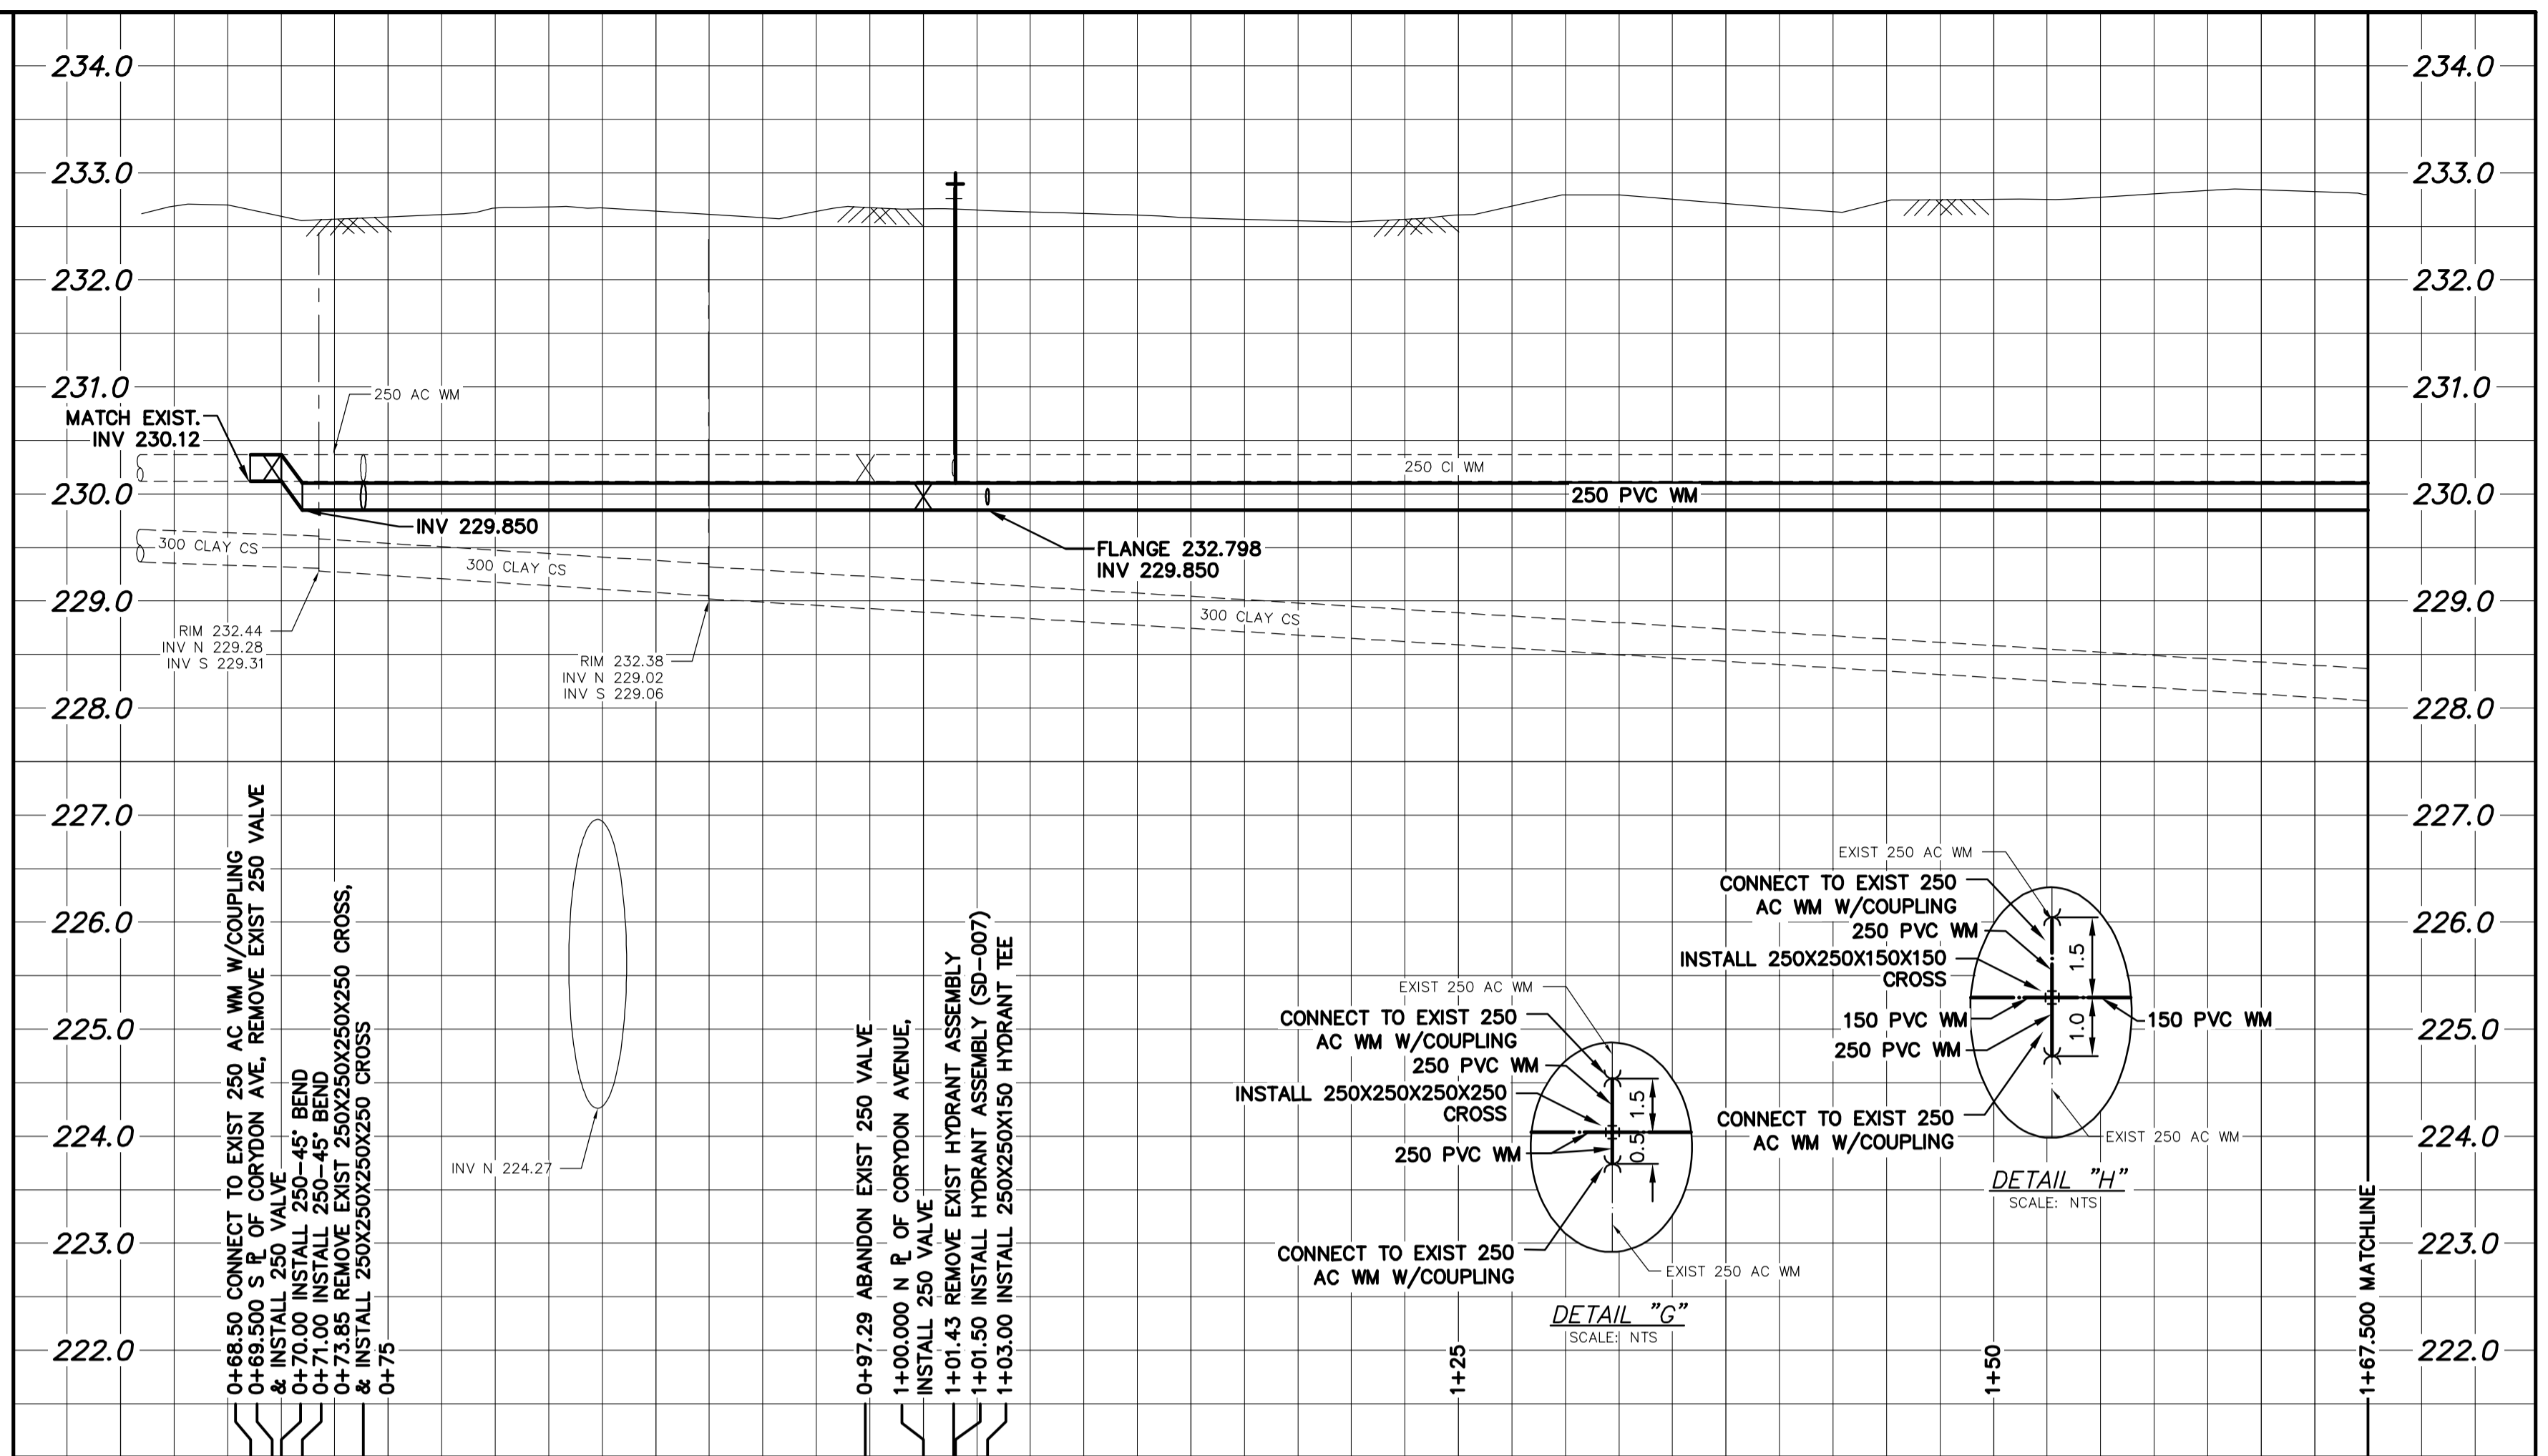 234.0
234.0
233.0
233.0
232.0
232.0
231.0
231.0
250 AC WM
MATCH EXIST.
INV 230.12
250 CI WM
230.0
250 PVC WM
230.0
INV 229.850
300 CLAY CS
FLANGE 232.798
INV 229.850
300 CLAY CS
229.0
229.0
300 CLAY CS
RIM 232.44
INV N 229.28
INV S 229.31
RIM 232.38
INV N 229.02
INV S 229.06
228.0
228.0
227.0
227.0
226.0
226.0
225.0
225.0
224.0
224.0
223.0
223.0
222.0
222.0
INV N 224.27
0+68.50 CONNECT TO EXIST 250 AC WM W/COUPLING
0+69.500 S PL OF CORYDON AVE, REMOVE EXIST 250 VALVE
& INSTALL 250 VALVE
0+70.00 INSTALL 250-45° BEND
0+71.00 INSTALL 250-45° BEND
0+73.85 REMOVE EXIST 250X250X250X250 CROSS,
& INSTALL 250X250X250X250 CROSS
0+75
0+97.29 ABANDON EXIST 250 VALVE
1+00.000 N PL OF CORYDON AVENUE,
INSTALL 250 VALVE
1+01.43 REMOVE EXIST HYDRANT ASSEMBLY
1+01.50 INSTALL HYDRANT ASSEMBLY (SD-007)
1+03.00 INSTALL 250X250X150 HYDRANT TEE
1+25
1+50
1+67.500 MATCHLINE
EXIST 250 AC WM
CONNECT TO EXIST 250
AC WM W/COUPLING
250 PVC WM
INSTALL 250X250X250X250
CROSS
250 PVC WM
1.5
0.5
CONNECT TO EXIST 250
AC WM W/COUPLING
EXIST 250 AC WM
DETAIL "G"
SCALE: NTS
EXIST 250 AC WM
CONNECT TO EXIST 250
AC WM W/COUPLING
250 PVC WM
INSTALL 250X250X150X150
CROSS
1.5
150 PVC WM
1.0
150 PVC WM
250 PVC WM
CONNECT TO EXIST 250
AC WM W/COUPLING
EXIST 250 AC WM
DETAIL "H"
SCALE: NTS